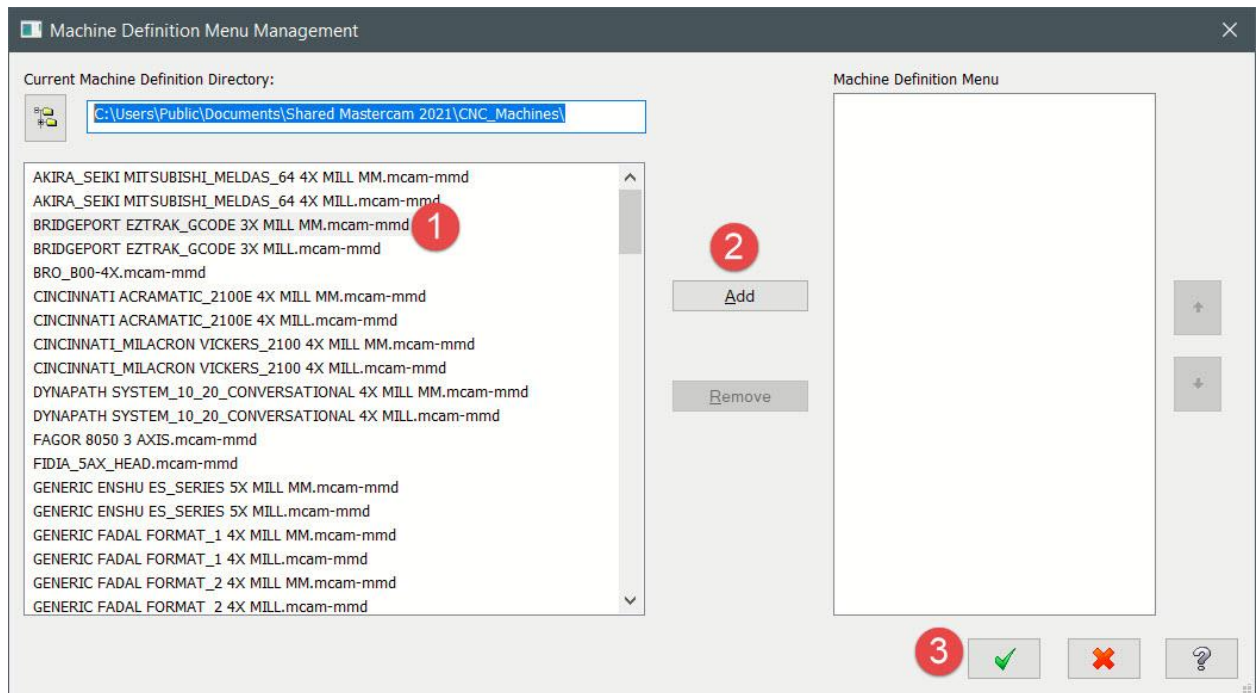 Machine Definition Menu Management
Current Machine Definition Directory:
C:\Users\Public\Documents\Shared Mastercam 2021\CNC_Machines\
AKIRA_SEIKI MITSUBISHI_MELDAS_64 4X MILL MM.mcam-mmd
AKIRA_SEIKI MITSUBISHI_MELDAS_64 4X MILL.mcam-mmd
BRIDGEPORT EZTRAK_GCODE 3X MILL MM.mcam-mmd
1
BRIDGEPORT EZTRAK_GCODE 3X MILL.mcam-mmd
BRO_B00-4X.mcam-mmd
CINCINNATI ACRAMATIC_2100E 4X MILL MM.mcam-mmd
CINCINNATI ACRAMATIC_2100E 4X MILL.mcam-mmd
CINCINNATI_MILACRON VICKERS_2100 4X MILL MM.mcam-mmd
CINCINNATI_MILACRON VICKERS_2100 4X MILL.mcam-mmd
DYNAPATH SYSTEM_10_20_CONVERSATIONAL 4X MILL MM.mcam-mmd
DYNAPATH SYSTEM_10_20_CONVERSATIONAL 4X MILL.mcam-mmd
FAGOR 8050 3 AXIS.mcam-mmd
FIDIA_5AX_HEAD.mcam-mmd
GENERIC ENSHU ES_SERIES 5X MILL MM.mcam-mmd
GENERIC ENSHU ES_SERIES 5X MILL.mcam-mmd
GENERIC FADAL FORMAT_1 4X MILL MM.mcam-mmd
GENERIC FADAL FORMAT_1 4X MILL.mcam-mmd
GENERIC FADAL FORMAT_2 4X MILL MM.mcam-mmd
GENERIC FADAL FORMAT_2 4X MILL.mcam-mmd
2
Add
Remove
Machine Definition Menu
3
?